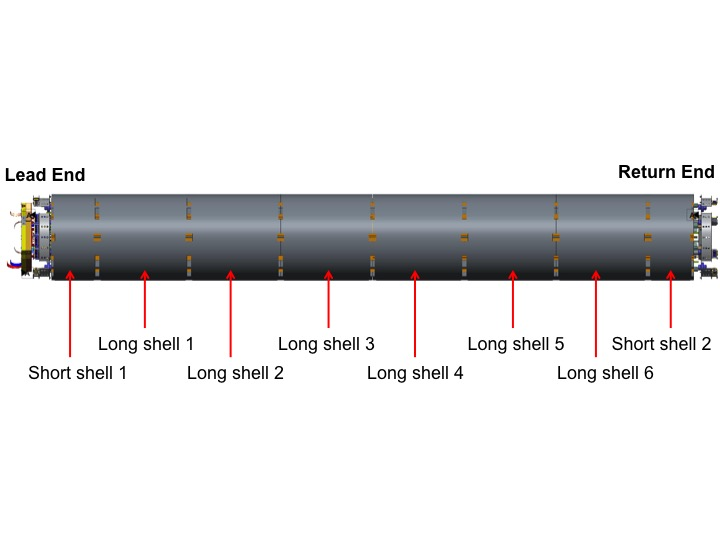 Lead End
Return End
Long shell 1
Long shell 3
Long shell 5
Short shell 2
Short shell 1
Long shell 2
Long shell 4
Long shell 6